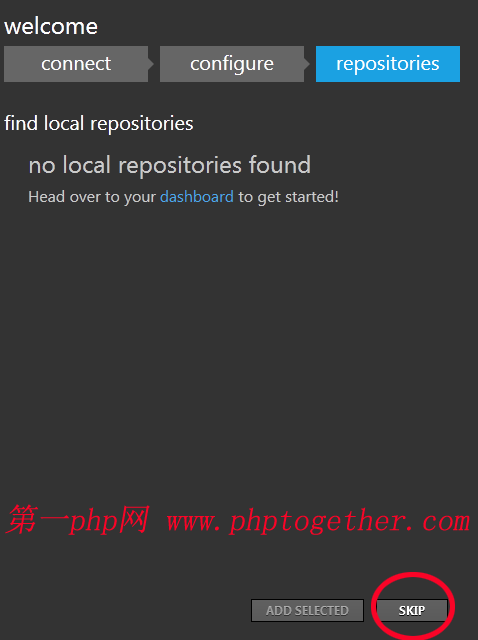 welcome
connect configure repositories
find local repositories
no local repositories found
Head over to your dashboard to get started!
第一php网 www.phptogether.com
ADD SELECTED SKIP